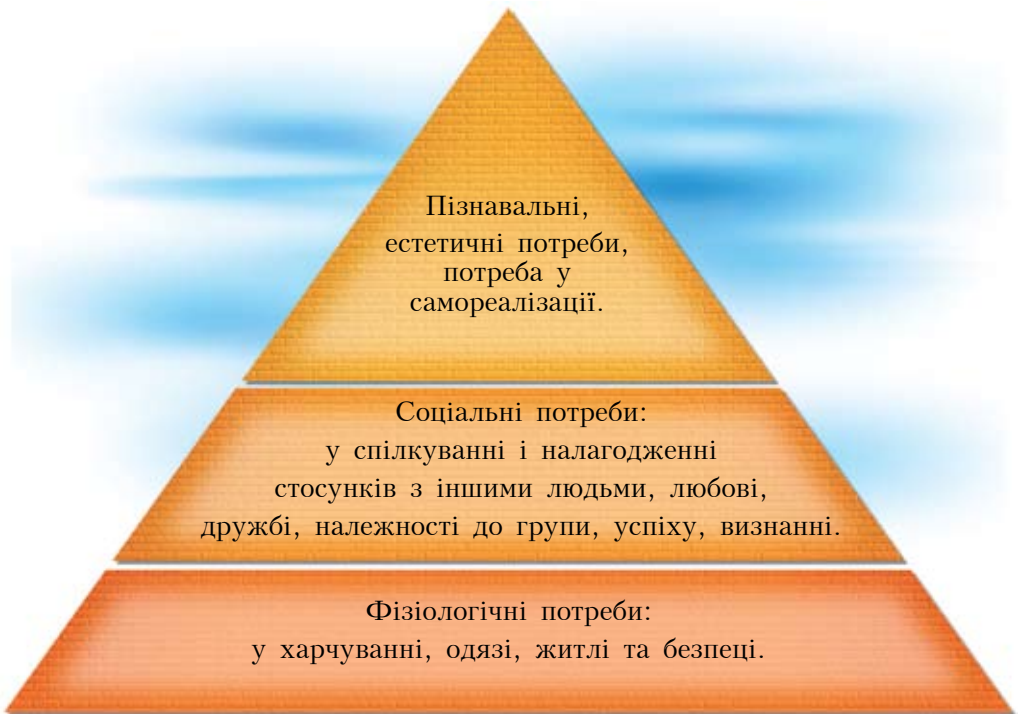 Пізнавальні,
естетичні потреби,
потреба у
самореалізації.
Соціальні потреби:
у спілкуванні і налагодженні
стосунків з іншими людьми, любові,
дружбі, належності до групи, успіху, визнанні.
Фізіологічні потреби:
у харчуванні, одязі, житлі та безпеці.